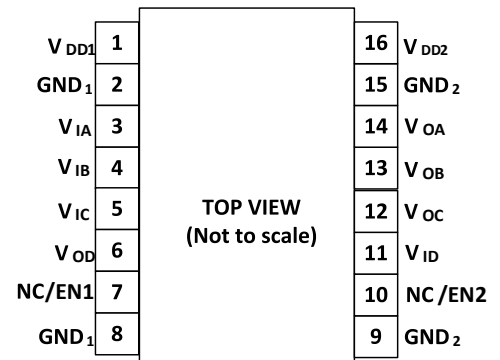 V DD1 1 16 V DD2
GND 1 2 15 GND 2
V IA 3 14 V OA
V IB 4 13 V OB
V IC 5 12 V OC
TOP VIEW
(Not to scale)
V OD 6 11 V ID
NC/EN1 7 10 NC /EN2
GND 1 8 9 GND 2